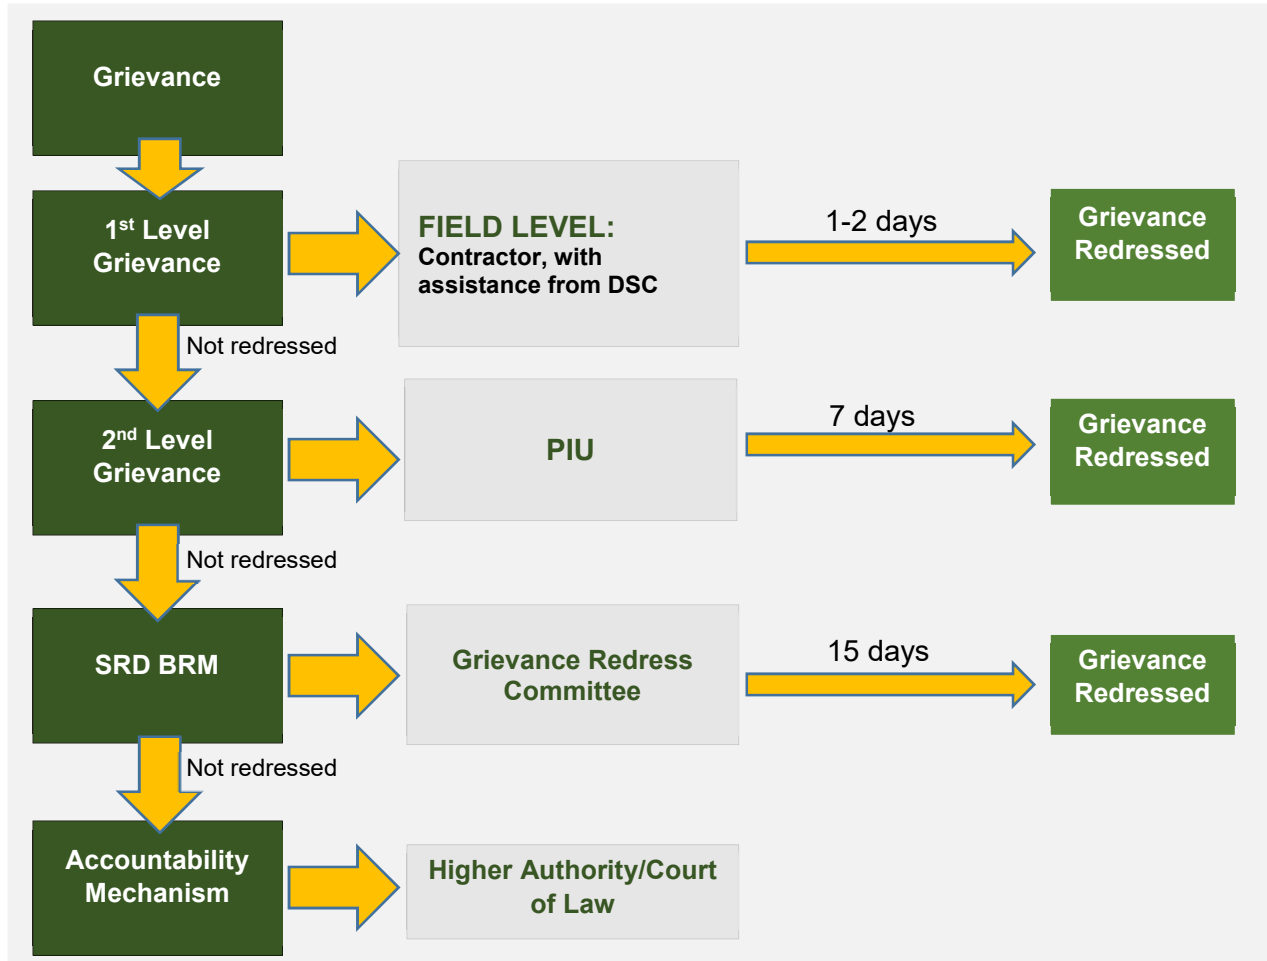 Grievance
1st Level
Grievance
FIELD LEVEL:
Contractor, with
assistance from DSC
1-2 days
Grievance
Redressed
Not redressed
2nd Level
Grievance
PIU
7 days
Grievance
Redressed
Not redressed
SRD BRM
Grievance Redress
Committee
15 days
Grievance
Redressed
Not redressed
Accountability
Mechanism
Higher Authority/Court
of Law